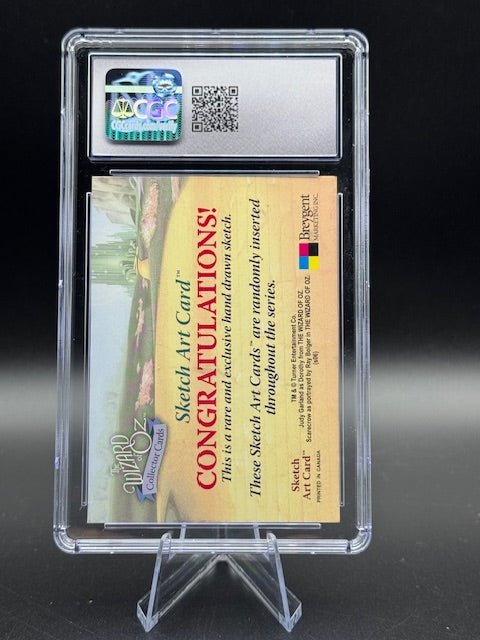 CGC
The
WIZARD
of
OZ
Collector Cards
Sketch Art Card™
CONGRATULATIONS!
This is a rare and exclusive hand drawn sketch.
These Sketch Art Cards™ are randomly inserted
throughout the series.
Sketch
Art Card™
PRINTED IN CANADA
TM & © Turner Entertainment Co.
Judy Garland as Dorothy from THE WIZARD OF OZ.
Scarecrow as portrayed by Ray Bolger in THE WIZARD OF OZ.
(s06)
Breygent
MARKETING INC.